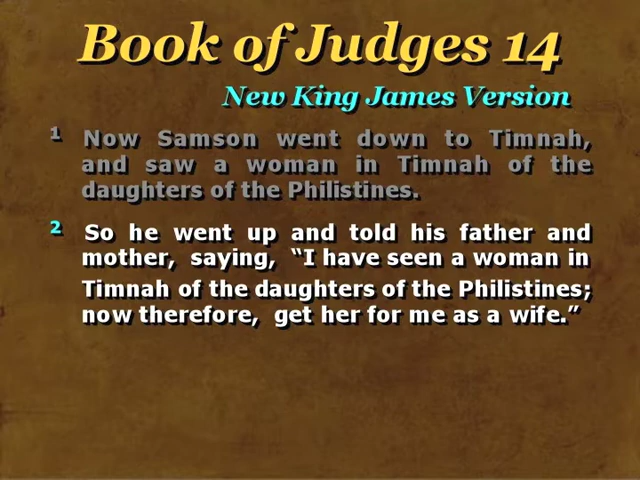 Book of Judges 14
New King James Version
1 Now Samson went down to Timnah,
and saw a woman in Timnah of the
daughters of the Philistines.
2 So he went up and told his father and
mother, saying, “I have seen a woman in
Timnah of the daughters of the Philistines;
now therefore, get her for me as a wife.”